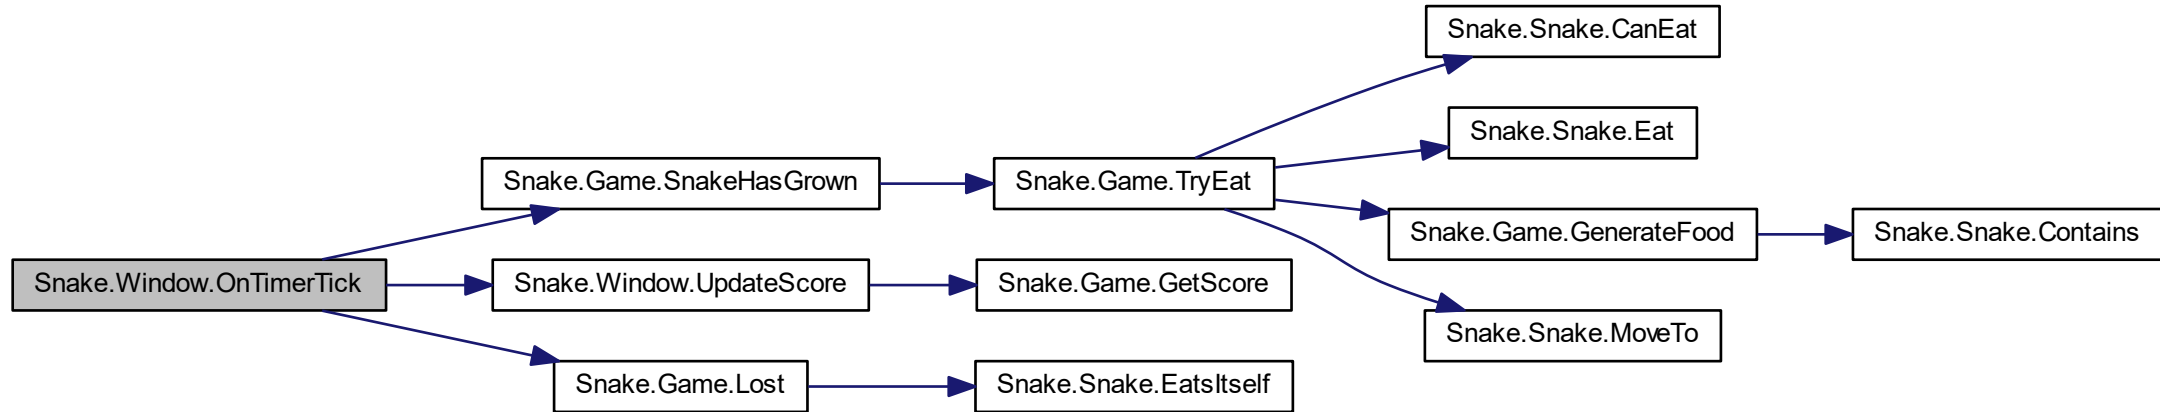 Snake.Snake.CanEat
Snake.Snake.Eat
Snake.Game.SnakeHasGrown
Snake.Game.TryEat
Snake.Game.GenerateFood
Snake.Snake.Contains
Snake.Window.OnTimerTick
Snake.Window.UpdateScore
Snake.Game.GetScore
Snake.Snake.MoveTo
Snake.Game.Lost
Snake.Snake.EatsItself